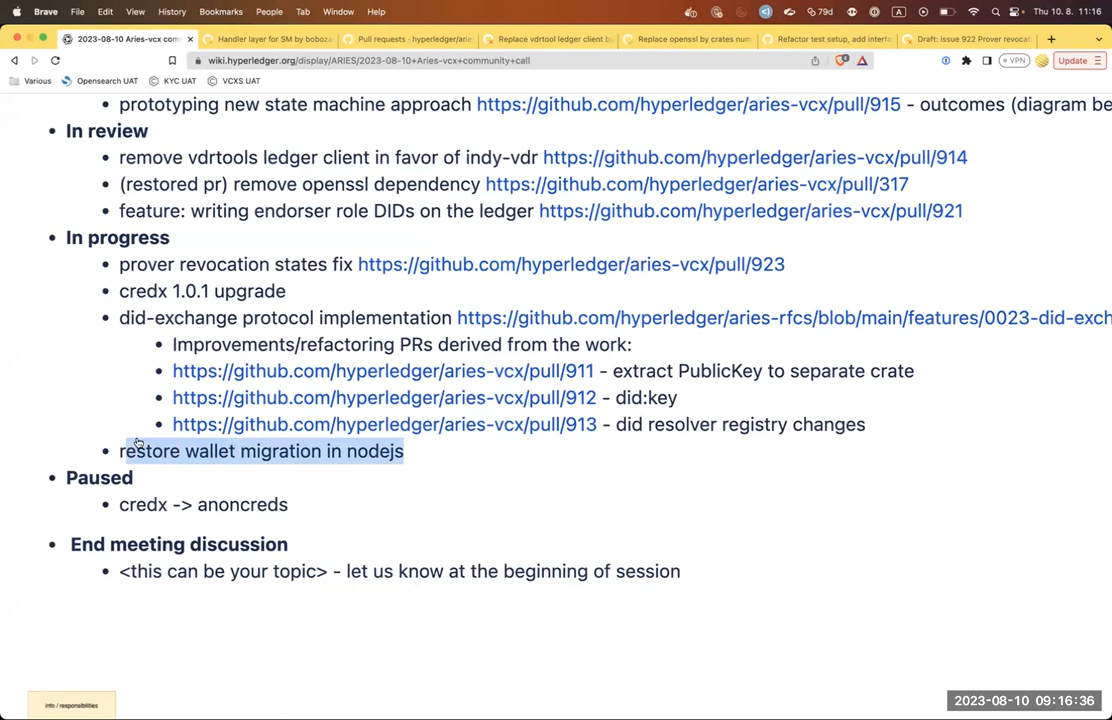 Brave File Edit View History Bookmarks People Tab Window Help 79d A Thu 10. 8. 11:16
2023-08-10 Aries-vcx com Handler layer for SM by boboza Pull requests · hyperledger/arie Replace vdrtool ledger client by Replace openssl by crates num Refactor test setup, add interfa Draft: issue 922 Prover revocat
wiki.hyperledger.org/display/ARIES/2023-08-10+Aries-vcx+community+call VPN Update
Various Opensearch UAT KYC UAT VCXS UAT
• prototyping new state machine approach https://github.com/hyperledger/aries-vcx/pull/915 - outcomes (diagram be
• In review
• remove vdrtools ledger client in favor of indy-vdr https://github.com/hyperledger/aries-vcx/pull/914
• (restored pr) remove openssl dependency https://github.com/hyperledger/aries-vcx/pull/317
• feature: writing endorser role DIDs on the ledger https://github.com/hyperledger/aries-vcx/pull/921
• In progress
• prover revocation states fix https://github.com/hyperledger/aries-vcx/pull/923
• credx 1.0.1 upgrade
• did-exchange protocol implementation https://github.com/hyperledger/aries-rfcs/blob/main/features/0023-did-exch
• Improvements/refactoring PRs derived from the work:
• https://github.com/hyperledger/aries-vcx/pull/911 - extract PublicKey to separate crate
• https://github.com/hyperledger/aries-vcx/pull/912 - did:key
• https://github.com/hyperledger/aries-vcx/pull/913 - did resolver registry changes
• restore wallet migration in nodejs
• Paused
• credx -> anoncreds
• End meeting discussion
• <this can be your topic> - let us know at the beginning of session
info / responsibilities
2023-08-10 09:16:36